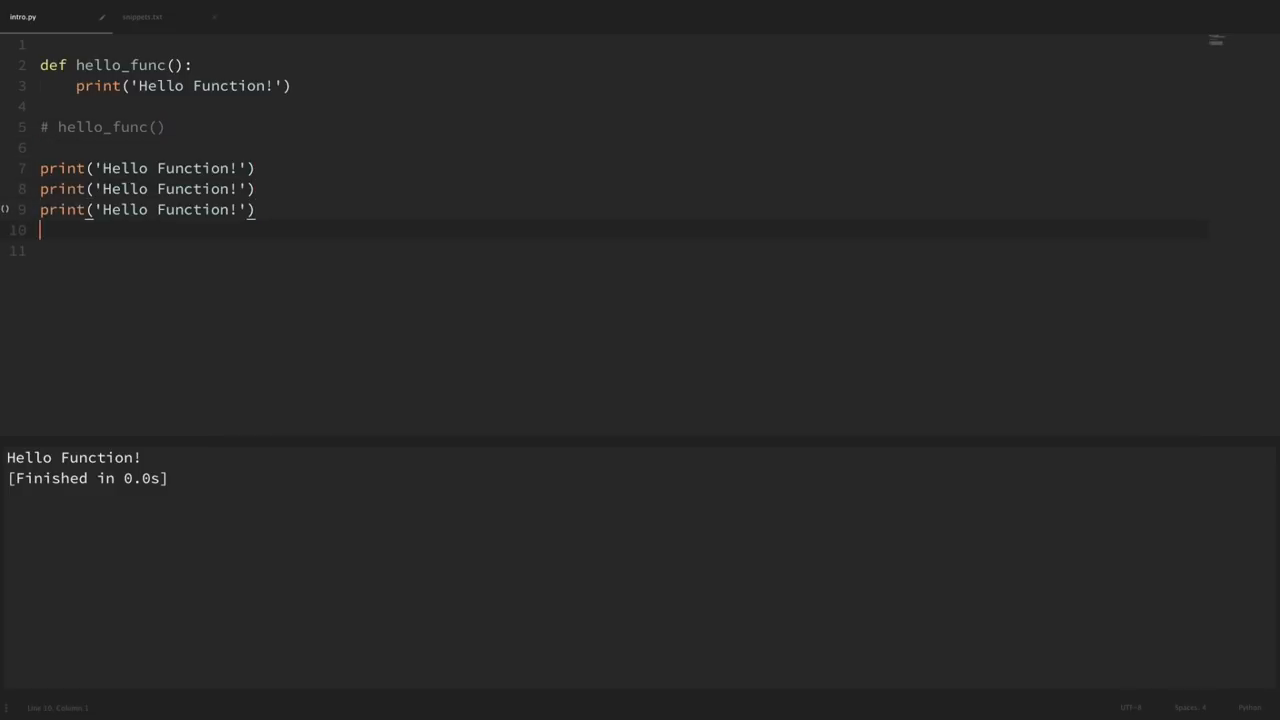 intro.py
snippets.txt
1
2 def hello_func():
3     print('Hello Function!')
4
5 # hello_func()
6
7 print('Hello Function!')
8 print('Hello Function!')
() 9 print('Hello Function!')
10
11
Hello Function!
[Finished in 0.0s]
Line 10, Column 1
UTF-8
Spaces: 4
Python